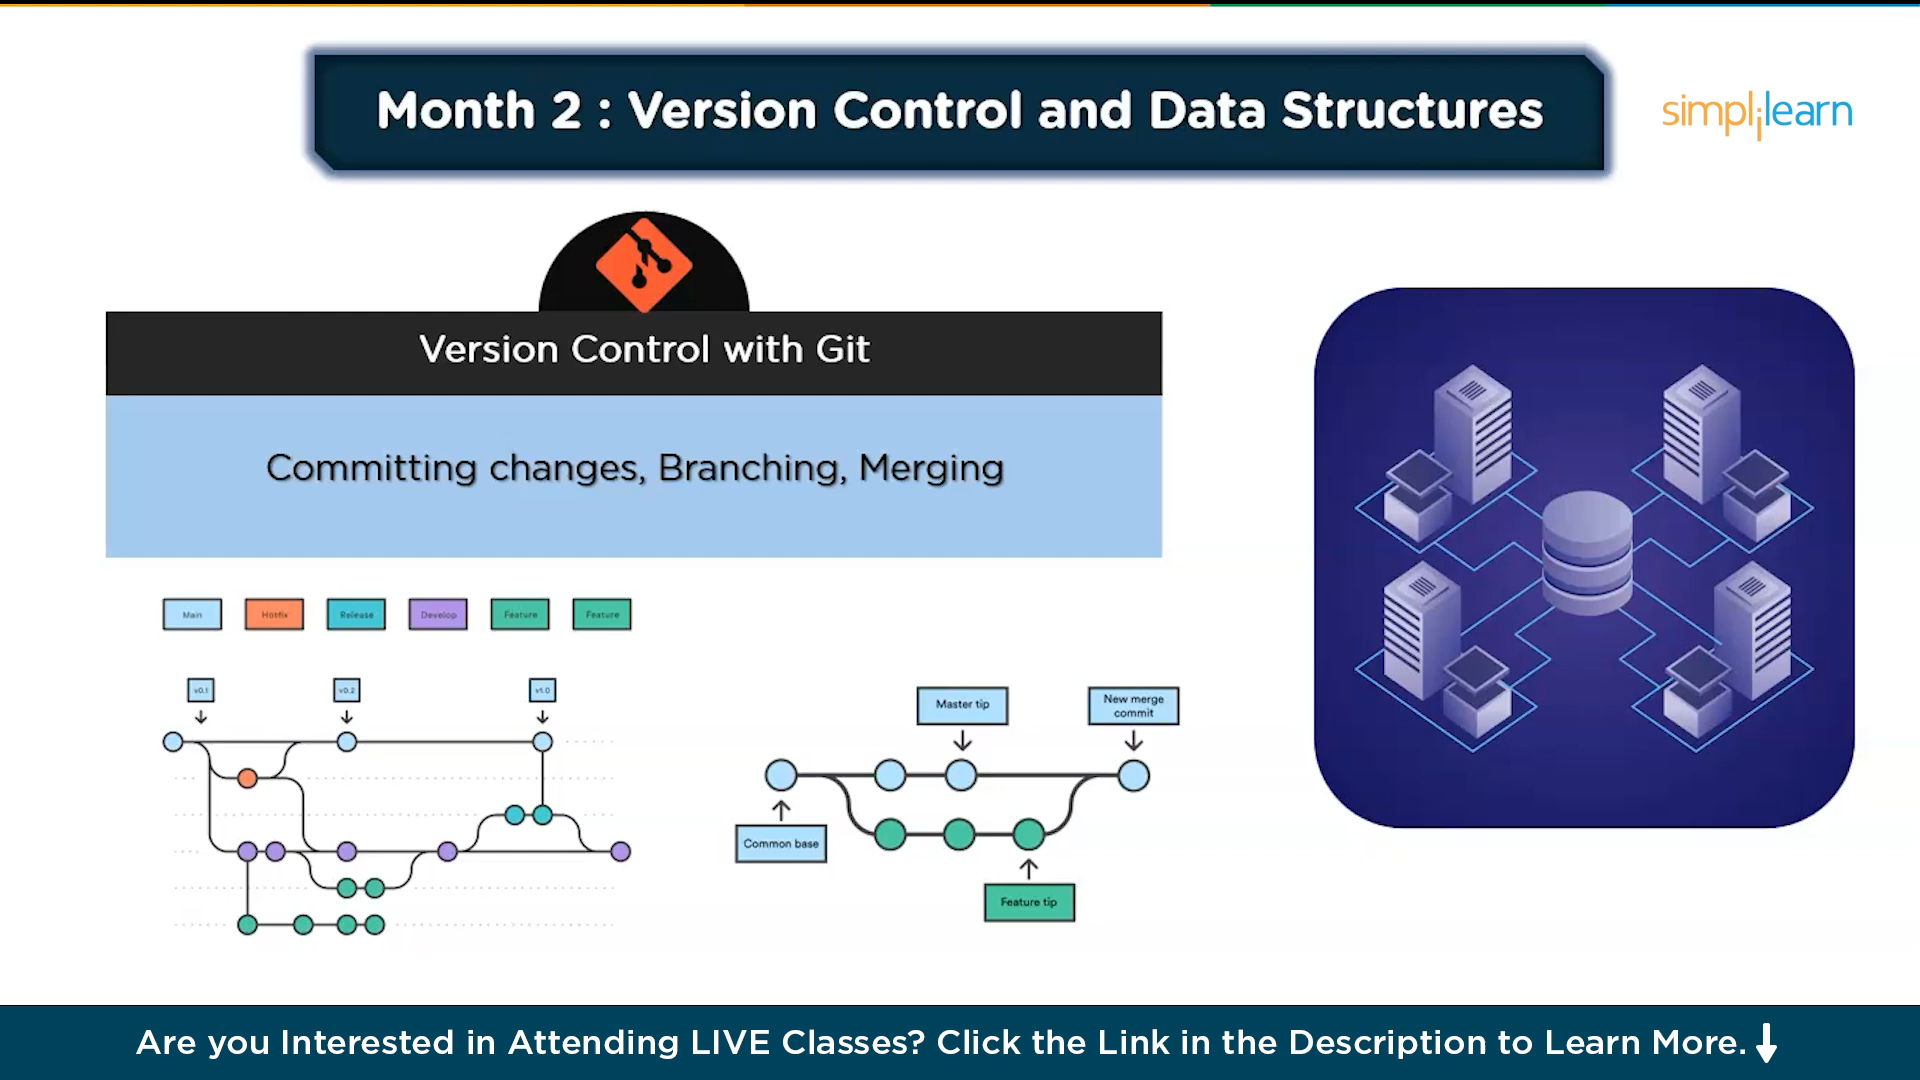 Month 2 : Version Control and Data Structures
simplilearn
Version Control with Git
Committing changes, Branching, Merging
Main
Hotfix
Release
Develop
Feature
Feature
v0.1
v0.2
v1.0
Master tip
New merge
commit
Common base
Feature tip
Are you Interested in Attending LIVE Classes? Click the Link in the Description to Learn More.